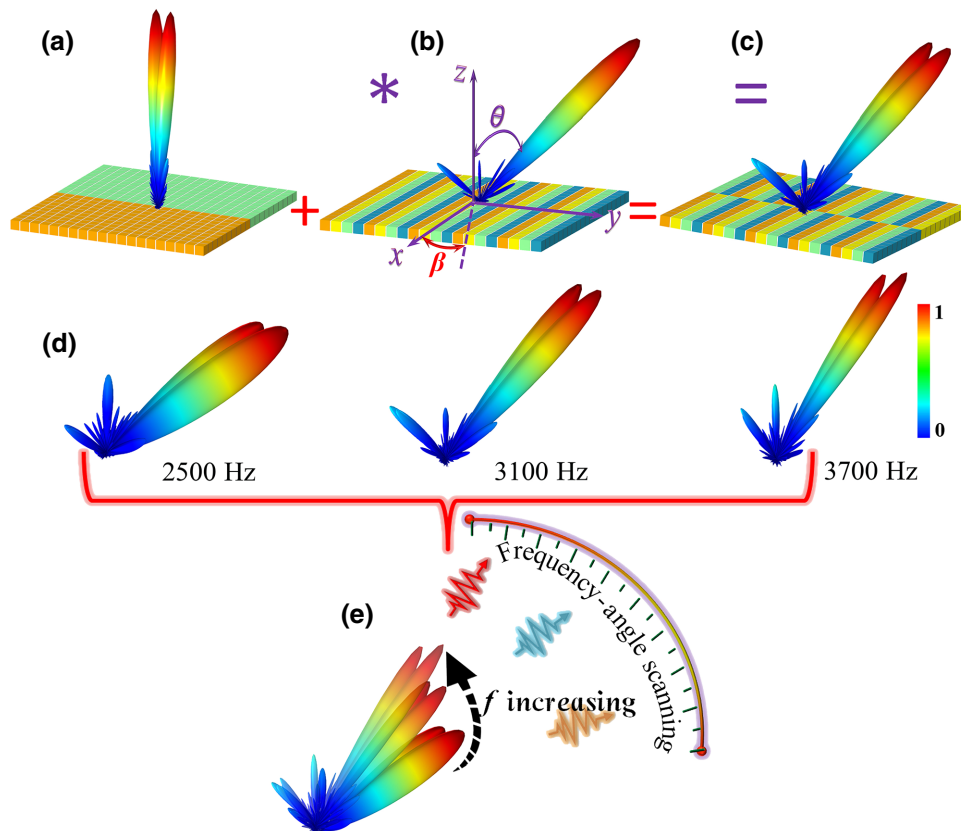 (a)
(b)
(c)
*
=
z
θ
+
=
y
x
β
(d)
1
0
2500 Hz
3100 Hz
3700 Hz
Frequency-angle scanning
(e)
f increasing